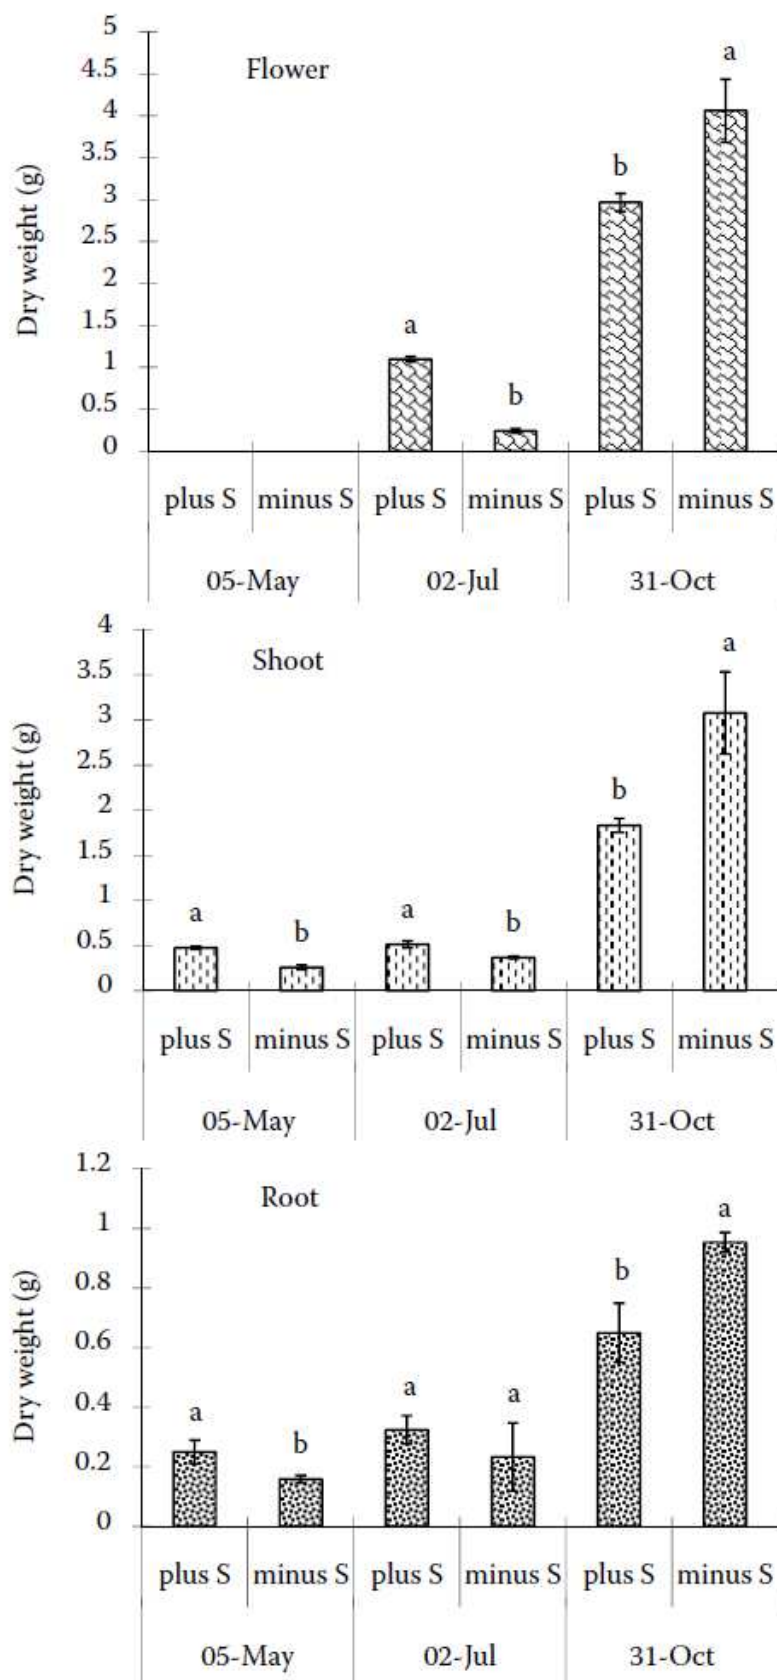 5
Flower
a
4.5
4
b
3.5
3
2.5
2
1.5
a
1
b
0.5
0
Dry weight (g)
plus S minus S plus S minus S plus S minus S
05-May 02-Jul 31-Oct
4
Shoot
a
3.5
3
2.5
b
2
1.5
1
a b a b
0.5
0
Dry weight (g)
plus S minus S plus S minus S plus S minus S
05-May 02-Jul 31-Oct
1.2
Root
a
1
b
0.8
0.6
a a
0.4
a b
0.2
0
Dry weight (g)
plus S minus S plus S minus S plus S minus S
05-May 02-Jul 31-Oct